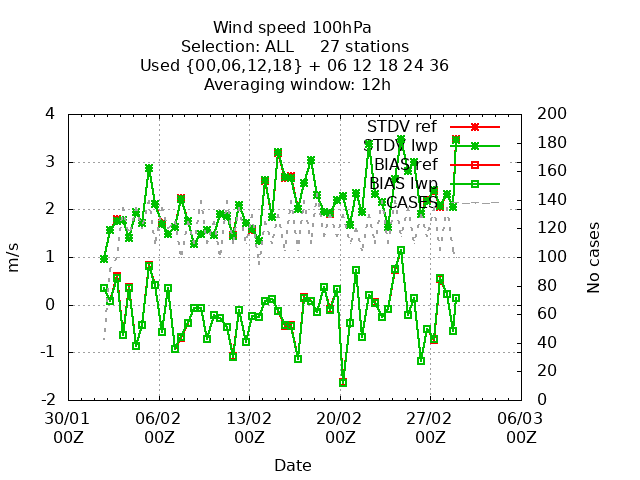 Wind speed 100hPa
Selection: ALL 27 stations
Used {00,06,12,18} + 06 12 18 24 36
Averaging window: 12h
4
3
2
1
0
-1
-2
m/s
200
180
160
140
120
100
80
60
40
20
0
No cases
STDV ref
STDV lwp
BIAS ref
BIAS lwp
CASES
30/01 06/02 13/02 20/02 27/02 06/03
00Z 00Z 00Z 00Z 00Z 00Z
Date